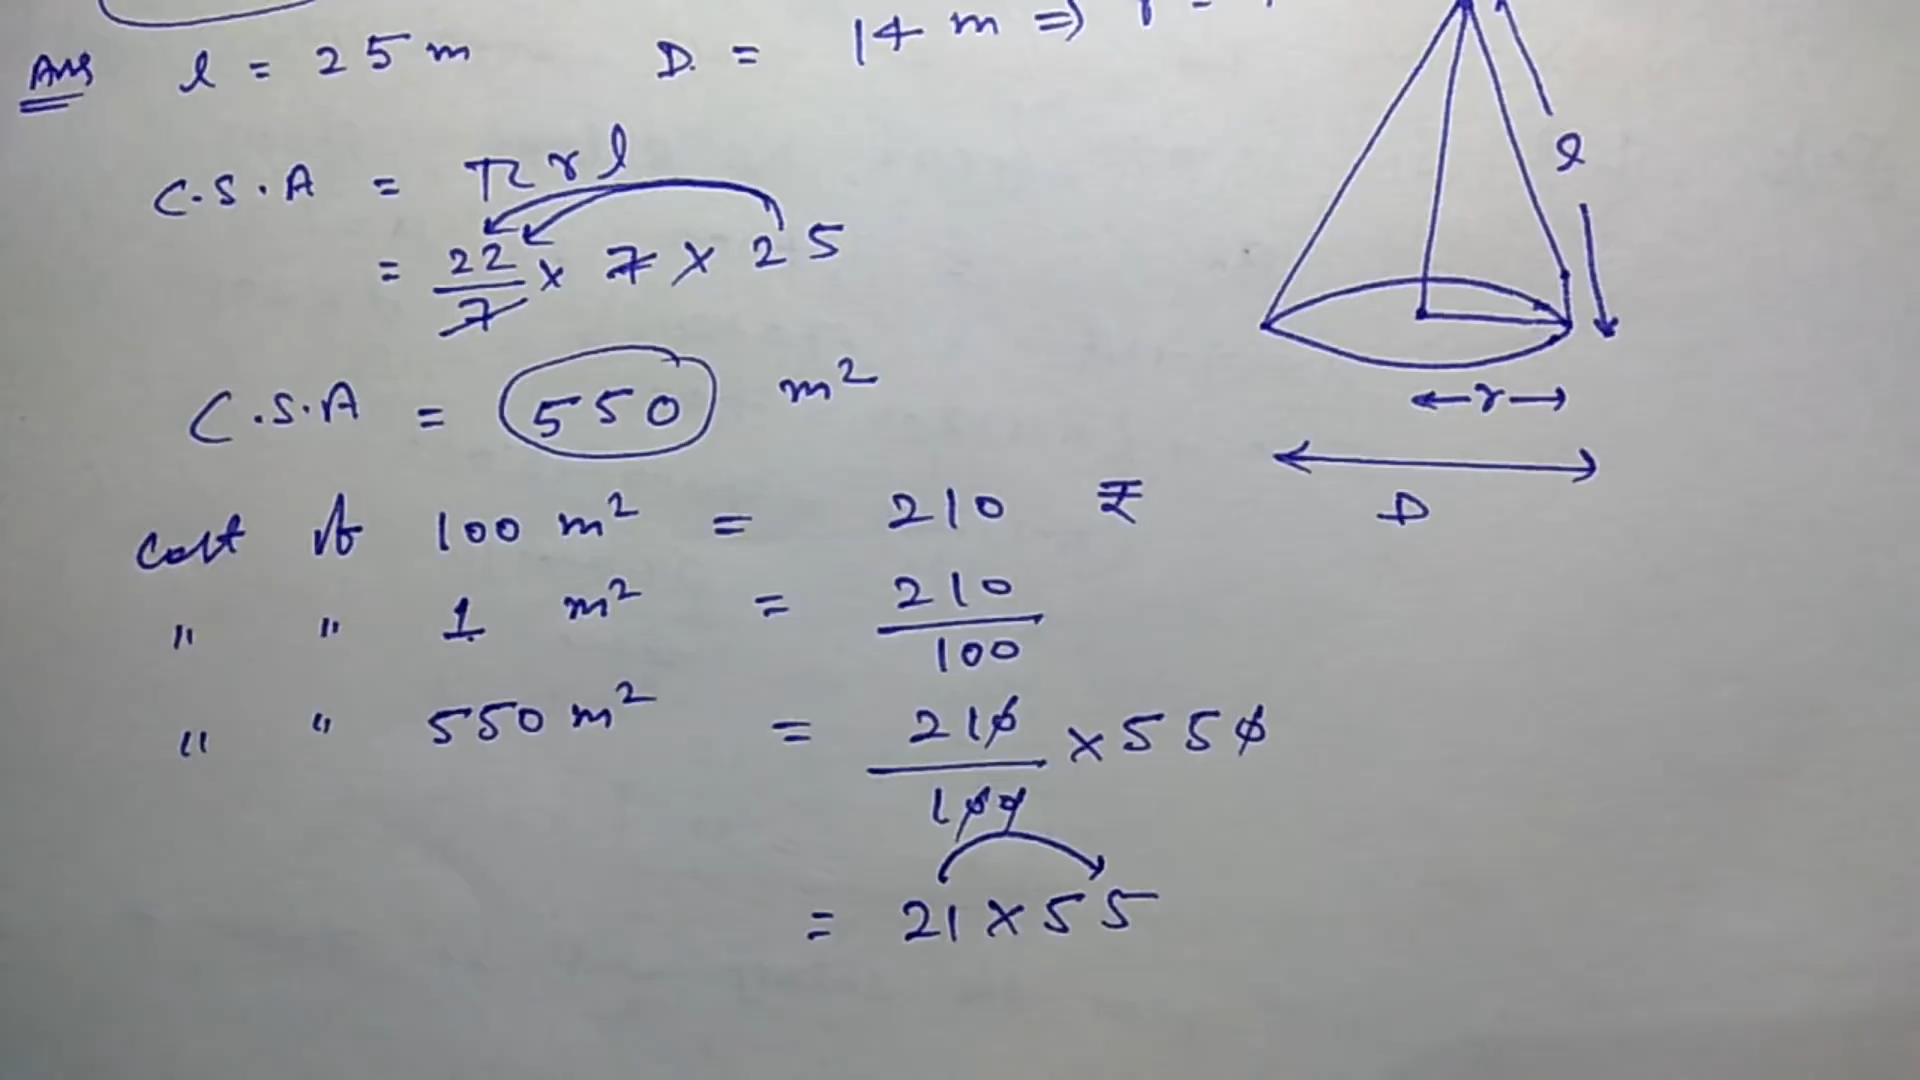 Ans l = 25 m D. = 14 m ⇒ r =
C.S.A = πrl
= 22/7 × 7 × 25
l
C.S.A = 550 m²
←r→
D
Cost of 100 m² = 210 ₹
" " 1 m² = 210/100
" " 550 m² = 210/100 × 550
= 21 × 55